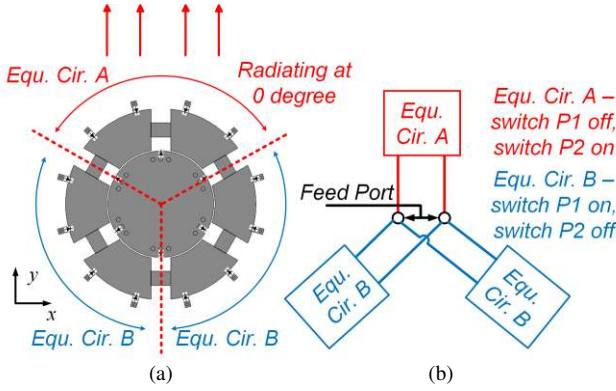 Equ. Cir. A
Radiating at
0 degree
y
x
Equ. Cir. B
Equ. Cir. B
(a)
Equ.
Cir. A
Feed Port
Equ.
Cir. B
Equ.
Cir. B
Equ. Cir. A –
switch P1 off,
switch P2 on
Equ. Cir. B –
switch P1 on,
switch P2 off
(b)